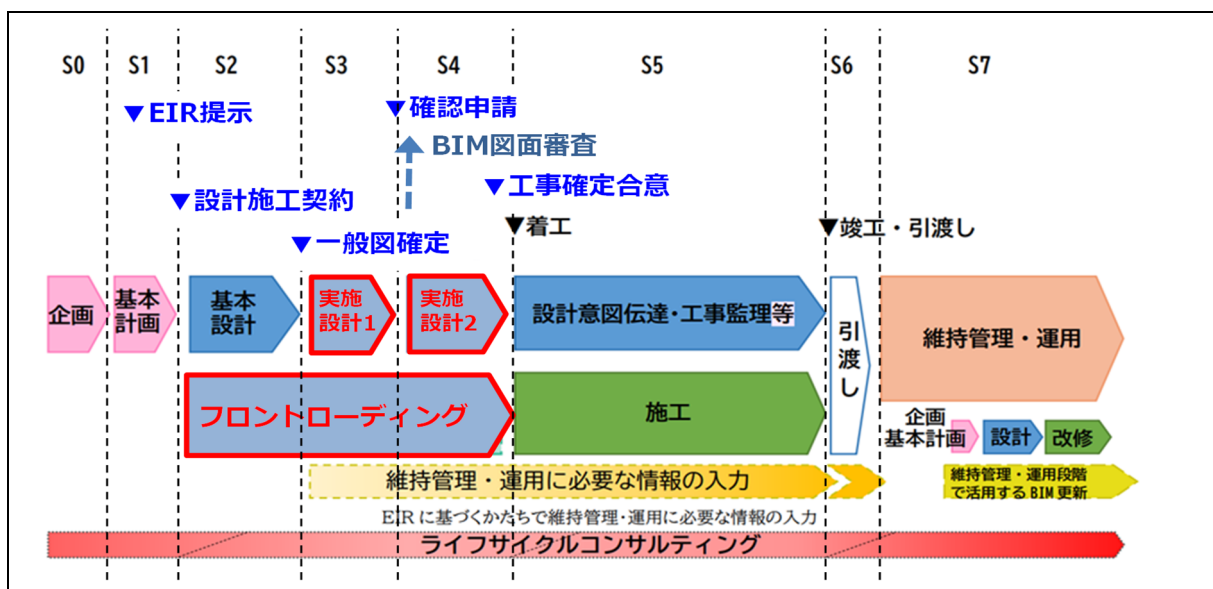 S0 S1 S2 S3 S4 S5 S6 S7
▼EIR提示
▼確認申請
BIM図面審査
▼設計施工契約
▼工事確定合意
▼一般図確定
▼着工
▼竣工・引渡し
企画
基本
計画
基本
設計
実施
設計1
実施
設計2
設計意図伝達・工事監理等
引
渡
し
維持管理・運用
フロントローディング
施工
企画
基本計画
設計
改修
維持管理・運用に必要な情報の入力
維持管理・運用段階
で活用するBIM更新
EIRに基づくかたちで維持管理・運用に必要な情報の入力
ライフサイクルコンサルティング